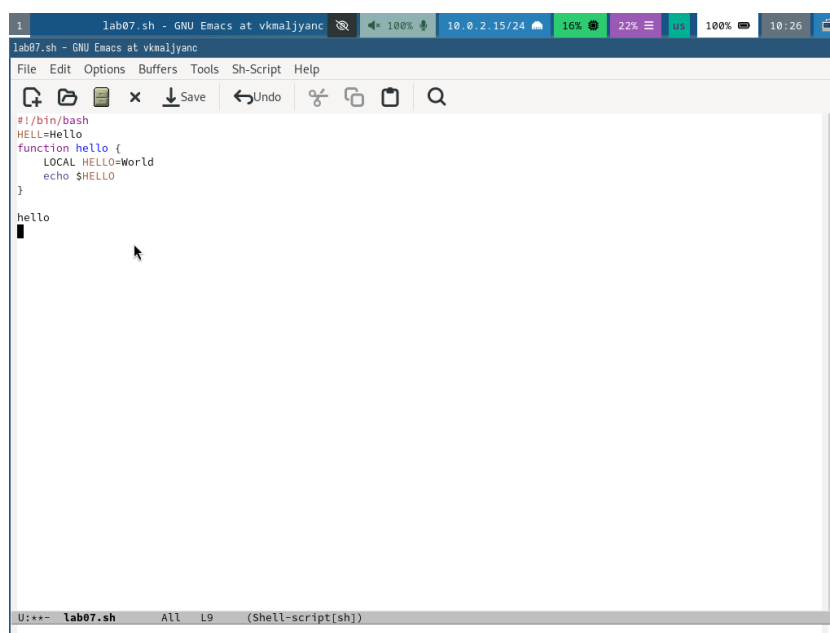 1 lab07.sh - GNU Emacs at vkmaljyanc 100% 10.0.2.15/24 16% 22% us 100% 10:26
lab07.sh - GNU Emacs at vkmaljyanc
File Edit Options Buffers Tools Sh-Script Help
Save Undo
#!/bin/bash
HELL=Hello
function hello {
    LOCAL HELLO=World
    echo $HELLO
}
hello
U:**- lab07.sh All L9 (Shell-script[sh])